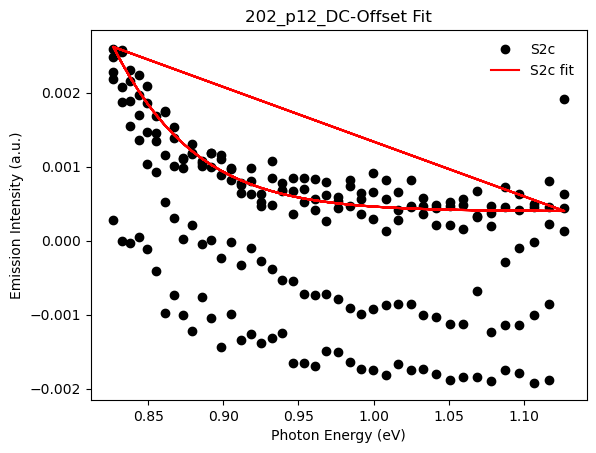 202_p12_DC-Offset Fit
S2c
S2c fit
Emission Intensity (a.u.)
0.002
0.001
0.000
−0.001
−0.002
0.85
0.90
0.95
1.00
1.05
1.10
Photon Energy (eV)